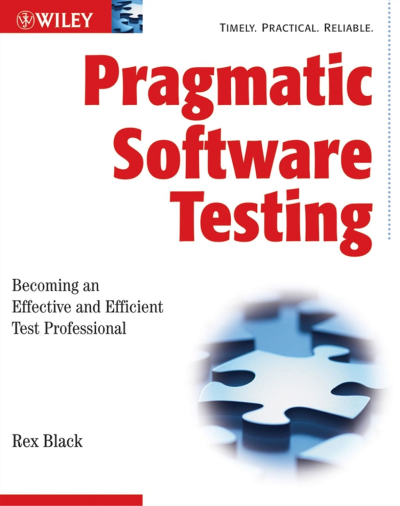 WILEY
TIMELY. PRACTICAL. RELIABLE.
Pragmatic
Software
Testing
Becoming an
Effective and Efficient
Test Professional
Rex Black